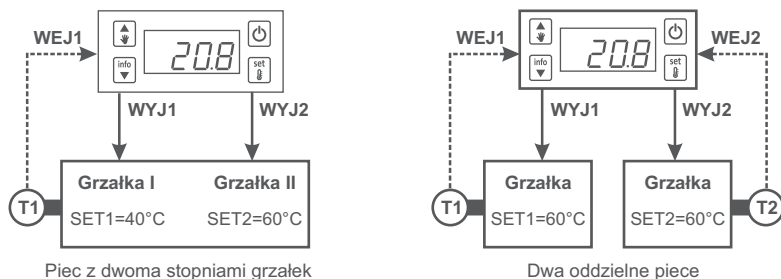 WEJ1
info
set
20.8
WYJ1
WYJ2
Grzałka I
Grzałka II
T1
SET1=40°C
SET2=60°C
Piec z dwoma stopniami grzałek
WEJ1
info
set
20.8
WEJ2
WYJ1
WYJ2
Grzałka
Grzałka
T1
SET1=60°C
SET2=60°C
T2
Dwa oddzielne piece